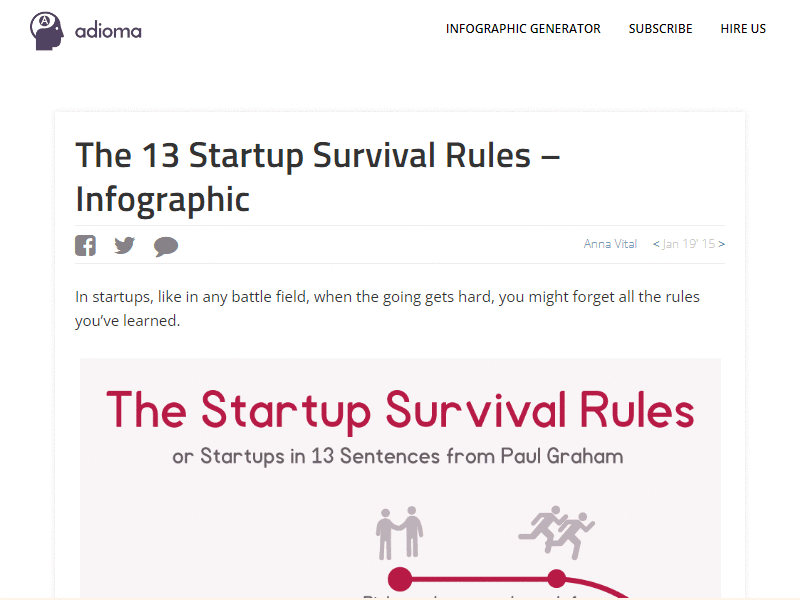 adioma
INFOGRAPHIC GENERATOR
SUBSCRIBE
HIRE US
The 13 Startup Survival Rules –
Infographic
Anna Vital
< Jan 19' 15 >
In startups, like in any battle field, when the going gets hard, you might forget all the rules
you’ve learned.
The Startup Survival Rules
or Startups in 13 Sentences from Paul Graham